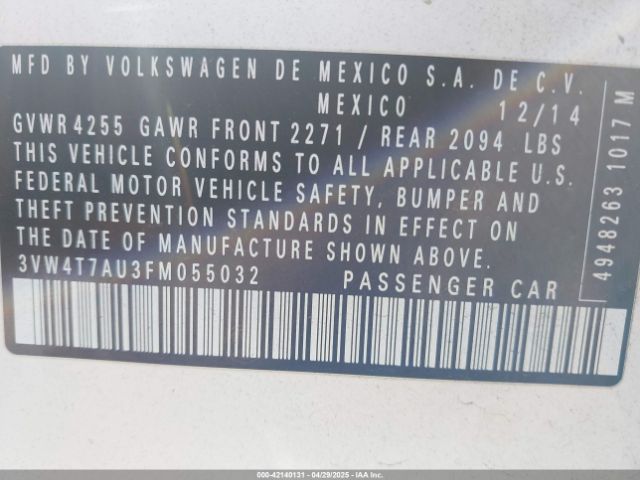 MFD BY VOLKSWAGEN DE MEXICO S.A. DE C.V.
MEXICO 12/14
GVWR 4255 GAWR FRONT 2271 / REAR 2094 LBS
THIS VEHICLE CONFORMS TO ALL APPLICABLE U.S.
FEDERAL MOTOR VEHICLE SAFETY, BUMPER AND
THEFT PREVENTION STANDARDS IN EFFECT ON
THE DATE OF MANUFACTURE SHOWN ABOVE.
3VW4T7AU3FM055032 PASSENGER CAR
4948263 1017 M
000-42140131 - 04/29/2025 - IAAI.COM